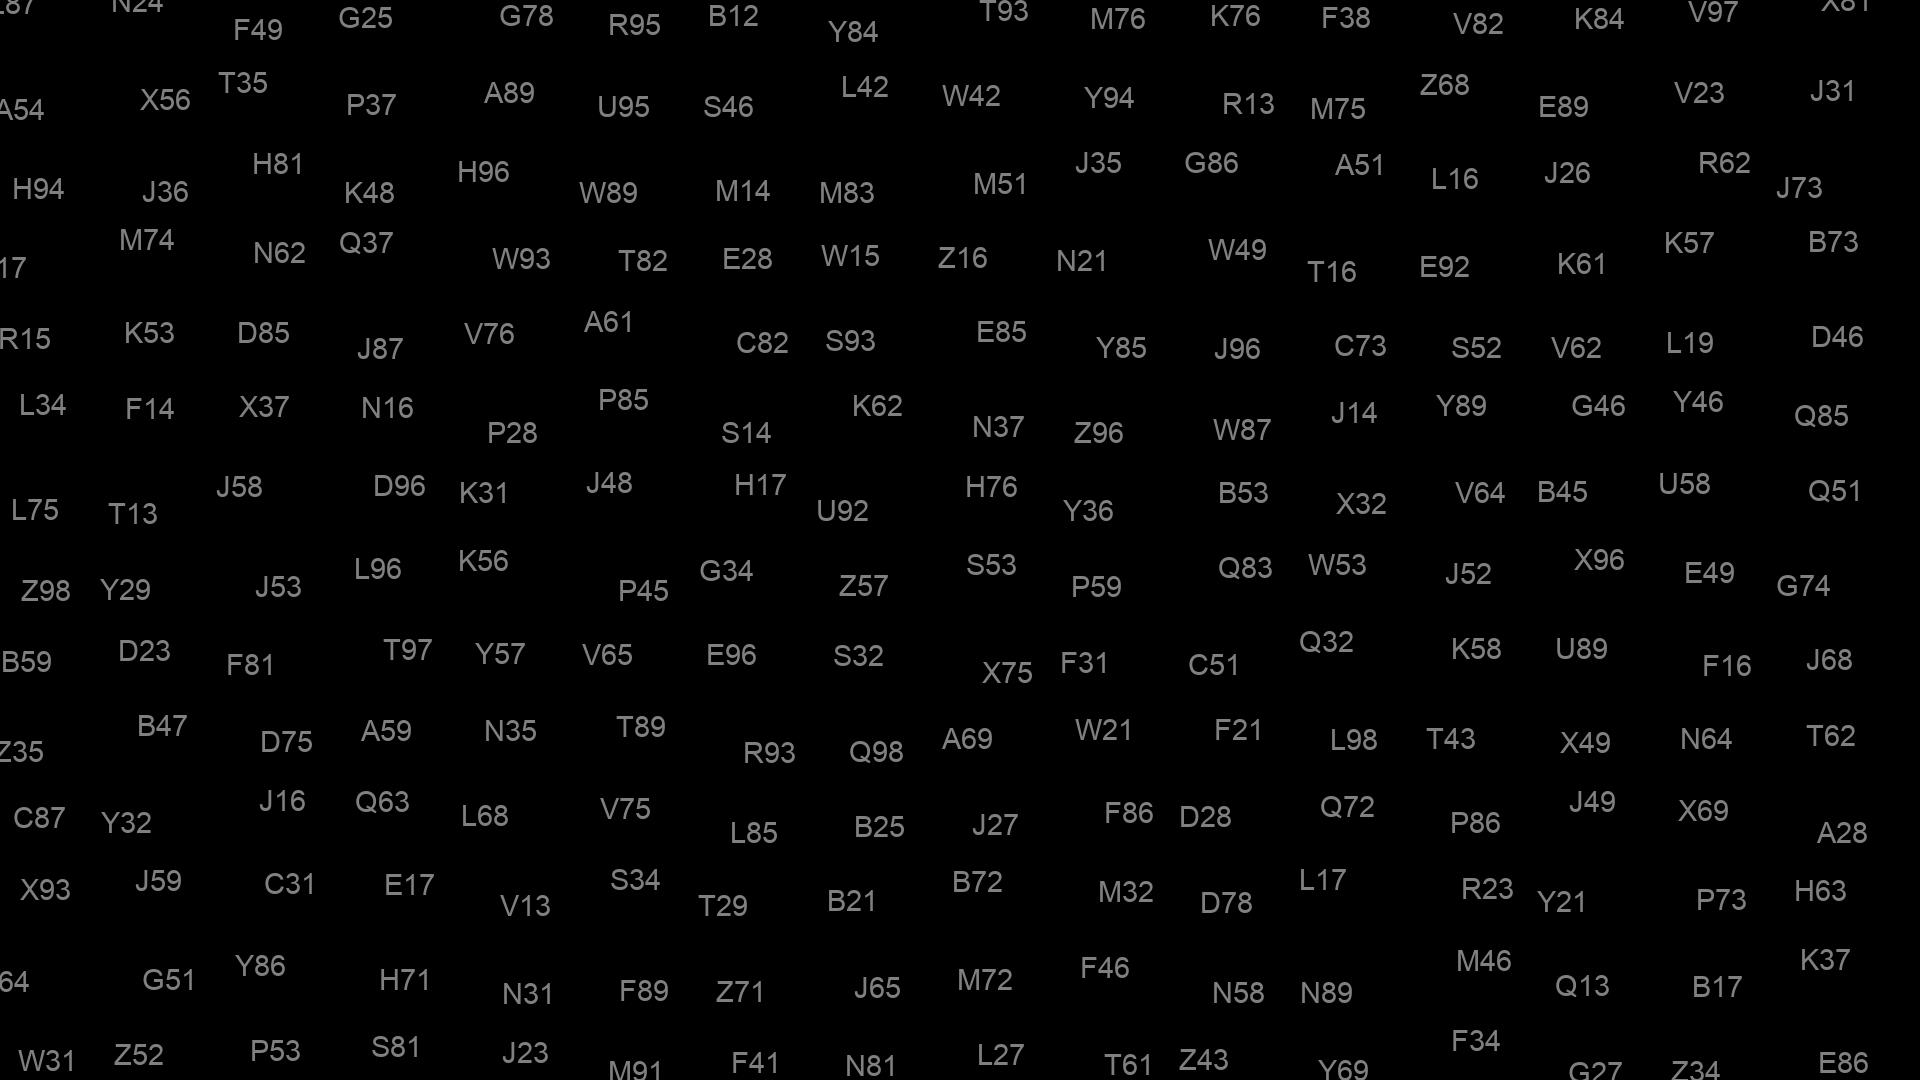 L87 N24 F49 G25 G78 R95 B12 Y84 T93 M76 K76 F38 V82 K84 V97 X81
A54 X56 T35 P37 A89 U95 S46 L42 W42 Y94 R13 M75 Z68 E89 V23 J31
H94 J36 H81 K48 H96 W89 M14 M83 M51 J35 G86 A51 L16 J26 R62 J73
17 M74 N62 Q37 W93 T82 E28 W15 Z16 N21 W49 T16 E92 K61 K57 B73
R15 K53 D85 J87 V76 A61 C82 S93 E85 Y85 J96 C73 S52 V62 L19 D46
L34 F14 X37 N16 P28 P85 S14 K62 N37 Z96 W87 J14 Y89 G46 Y46 Q85
L75 T13 J58 D96 K31 J48 H17 U92 H76 Y36 B53 X32 V64 B45 U58 Q51
Z98 Y29 J53 L96 K56 P45 G34 Z57 S53 P59 Q83 W53 J52 X96 E49 G74
B59 D23 F81 T97 Y57 V65 E96 S32 X75 F31 C51 Q32 K58 U89 F16 J68
Z35 B47 D75 A59 N35 T89 R93 Q98 A69 W21 F21 L98 T43 X49 N64 T62
C87 Y32 J16 Q63 L68 V75 L85 B25 J27 F86 D28 Q72 P86 J49 X69 A28
X93 J59 C31 E17 V13 S34 T29 B21 B72 M32 D78 L17 R23 Y21 P73 H63
64 G51 Y86 H71 N31 F89 Z71 J65 M72 F46 N58 N89 M46 Q13 B17 K37
W31 Z52 P53 S81 J23 M91 F41 N81 L27 T61 Z43 Y69 F34 G27 Z34 E86